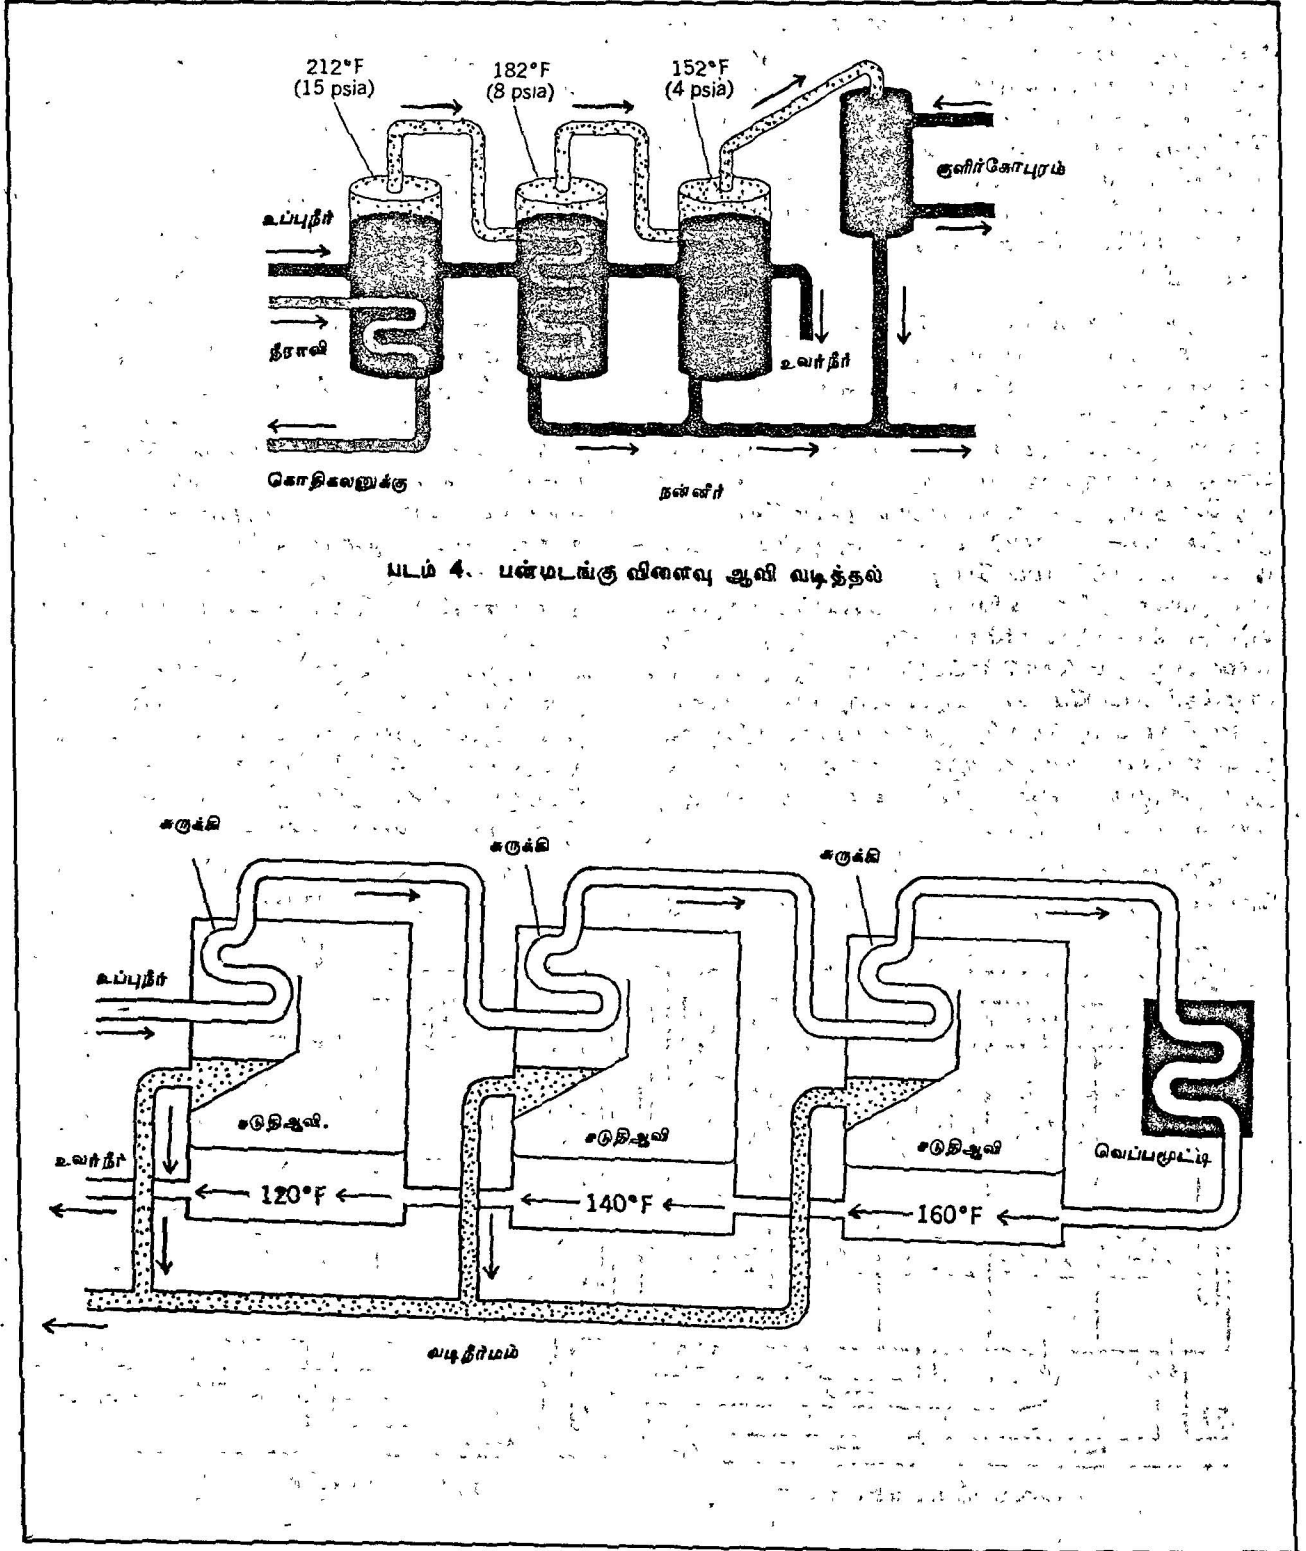 212°F 182°F 152°F
(15 psia) (8 psia) (4 psia)
குளிர்கோபுரம்
உப்புநீர்
நீராவி
உவர்நீர்
கொதிகலனுக்கு
நன்னீர்
படம் 4. பன்மடங்கு விளைவு ஆவி வடித்தல்
சுருக்கி சுருக்கி சுருக்கி
உப்புநீர்
சடுதிஆவி. சடுதிஆவி சடுதிஆவி
வெப்பமூட்டி
உவர்நீர்
120°F 140°F 160°F
வடிநீர்மம்